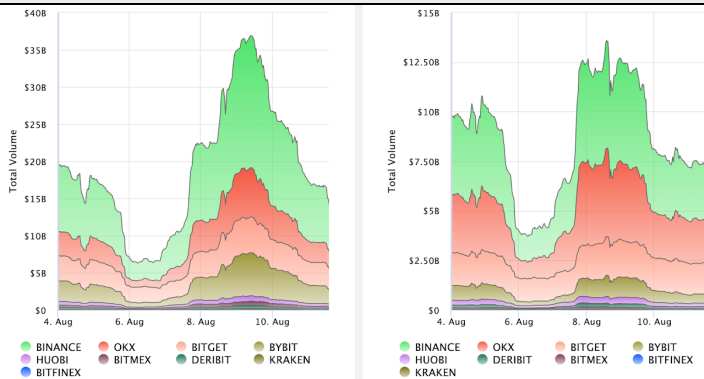 $40B
$35B
$30B
$25B
$20B
$15B
$10B
$5B
$0
Total Volume
4. Aug 6. Aug 8. Aug 10. Aug
BINANCE OKX BITGET BYBIT
HUOBI BITMEX DERIBIT KRAKEN
BITFINEX
$15B
$12.50B
$10B
$7.50B
$5B
$2.50B
$0
Total Volume
4. Aug 6. Aug 8. Aug 10. Aug
BINANCE OKX BITGET BYBIT
HUOBI DERIBIT BITMEX BITFINEX
KRAKEN